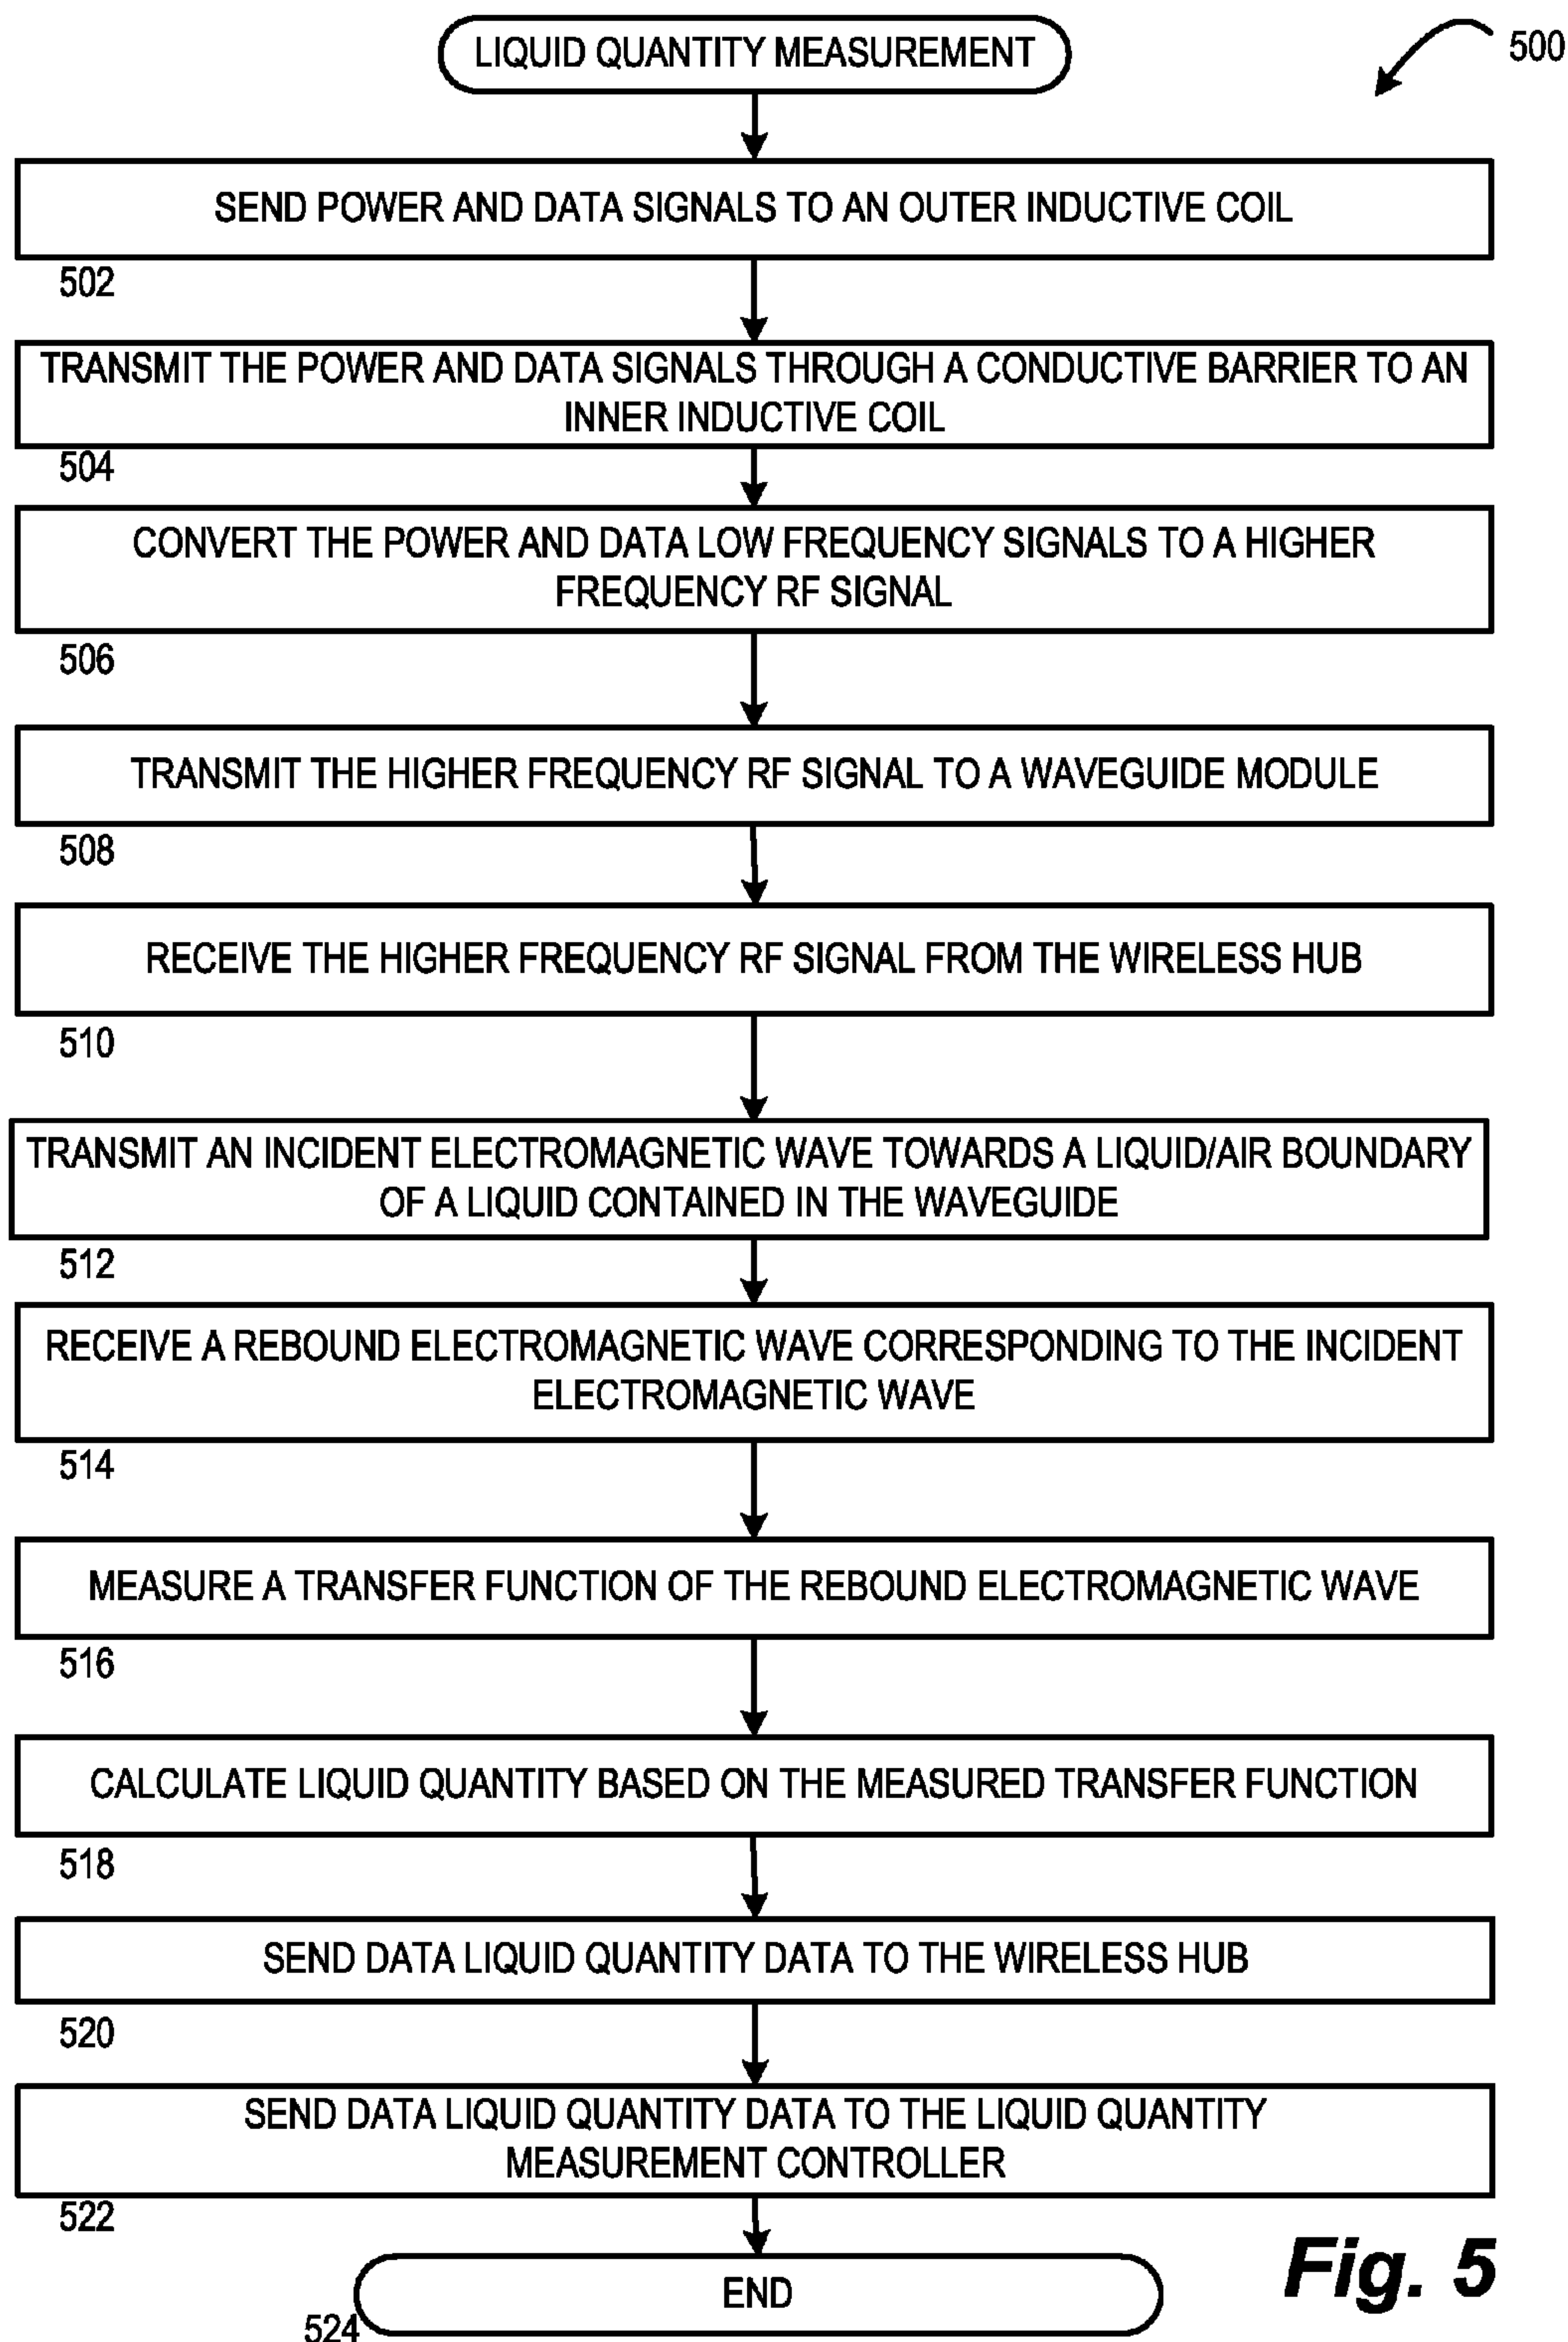 LIQUID QUANTITY MEASUREMENT
500
SEND POWER AND DATA SIGNALS TO AN OUTER INDUCTIVE COIL
502
TRANSMIT THE POWER AND DATA SIGNALS THROUGH A CONDUCTIVE BARRIER TO AN
INNER INDUCTIVE COIL
504
CONVERT THE POWER AND DATA LOW FREQUENCY SIGNALS TO A HIGHER
FREQUENCY RF SIGNAL
506
TRANSMIT THE HIGHER FREQUENCY RF SIGNAL TO A WAVEGUIDE MODULE
508
RECEIVE THE HIGHER FREQUENCY RF SIGNAL FROM THE WIRELESS HUB
510
TRANSMIT AN INCIDENT ELECTROMAGNETIC WAVE TOWARDS A LIQUID/AIR BOUNDARY
OF A LIQUID CONTAINED IN THE WAVEGUIDE
512
RECEIVE A REBOUND ELECTROMAGNETIC WAVE CORRESPONDING TO THE INCIDENT
ELECTROMAGNETIC WAVE
514
MEASURE A TRANSFER FUNCTION OF THE REBOUND ELECTROMAGNETIC WAVE
516
CALCULATE LIQUID QUANTITY BASED ON THE MEASURED TRANSFER FUNCTION
518
SEND DATA LIQUID QUANTITY DATA TO THE WIRELESS HUB
520
SEND DATA LIQUID QUANTITY DATA TO THE LIQUID QUANTITY
MEASUREMENT CONTROLLER
522
END
524
Fig. 5